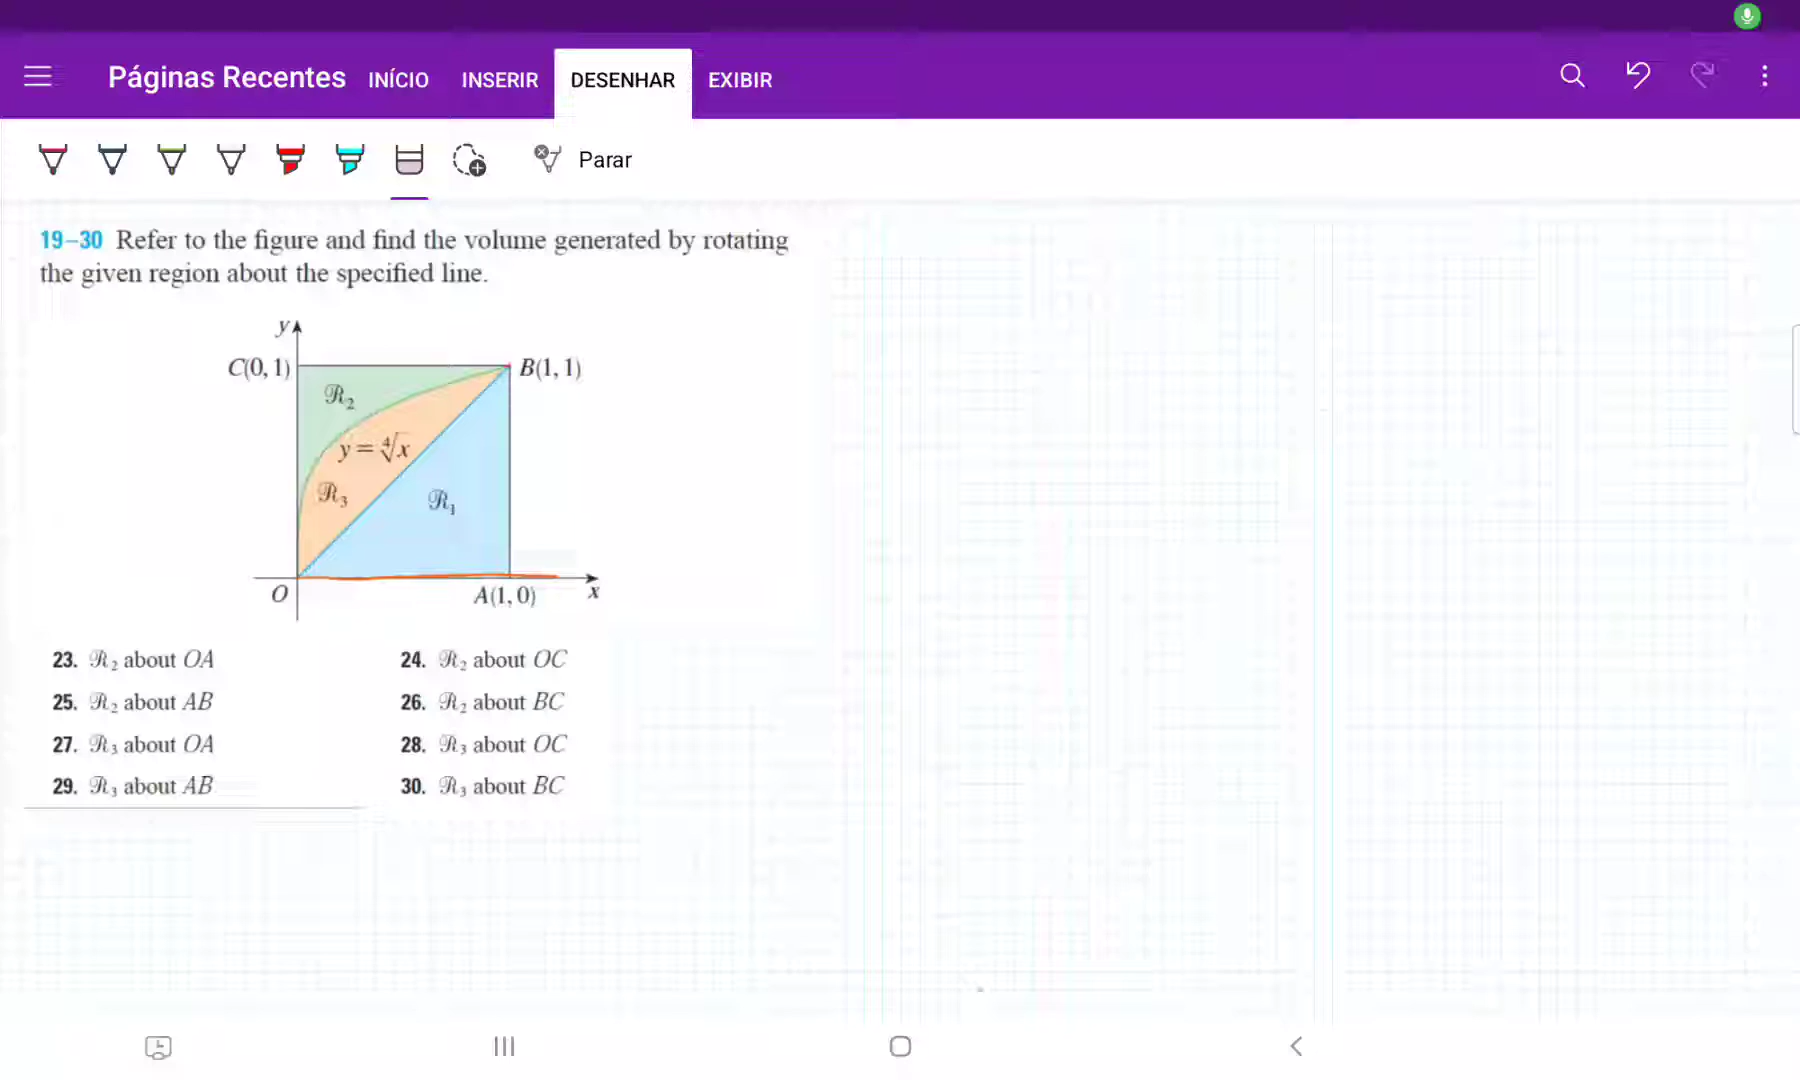 Páginas Recentes INÍCIO INSERIR DESENHAR EXIBIR
Parar
19–30 Refer to the figure and find the volume generated by rotating
the given region about the specified line.
y
C(0, 1)
B(1, 1)
ℛ₂
y = ∜x
ℛ₃
ℛ₁
O
A(1, 0)
x
23. ℛ₂ about OA
24. ℛ₂ about OC
25. ℛ₂ about AB
26. ℛ₂ about BC
27. ℛ₃ about OA
28. ℛ₃ about OC
29. ℛ₃ about AB
30. ℛ₃ about BC